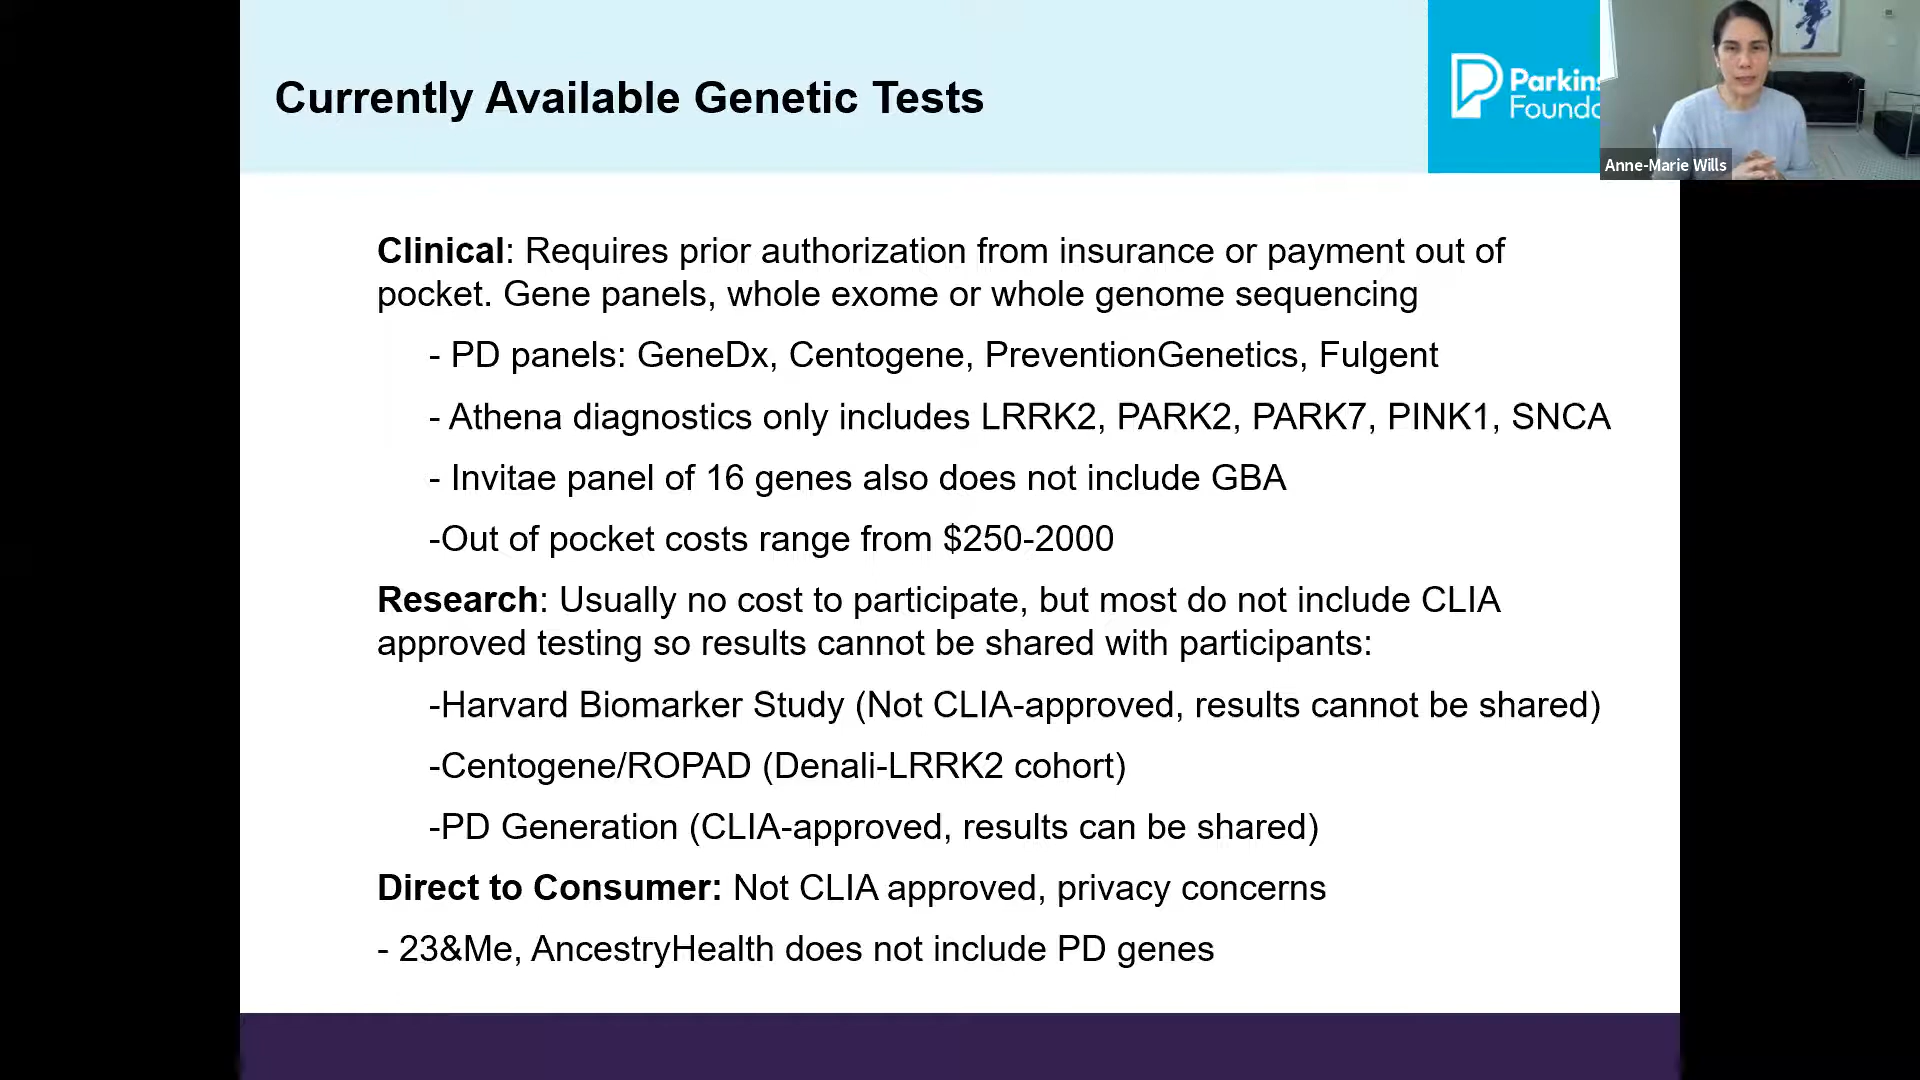 Currently Available Genetic Tests
Parkins
Foundo
Anne-Marie Wills
Clinical: Requires prior authorization from insurance or payment out of
pocket. Gene panels, whole exome or whole genome sequencing
- PD panels: GeneDx, Centogene, PreventionGenetics, Fulgent
- Athena diagnostics only includes LRRK2, PARK2, PARK7, PINK1, SNCA
- Invitae panel of 16 genes also does not include GBA
-Out of pocket costs range from $250-2000
Research: Usually no cost to participate, but most do not include CLIA
approved testing so results cannot be shared with participants:
-Harvard Biomarker Study (Not CLIA-approved, results cannot be shared)
-Centogene/ROPAD (Denali-LRRK2 cohort)
-PD Generation (CLIA-approved, results can be shared)
Direct to Consumer: Not CLIA approved, privacy concerns
- 23&Me, AncestryHealth does not include PD genes